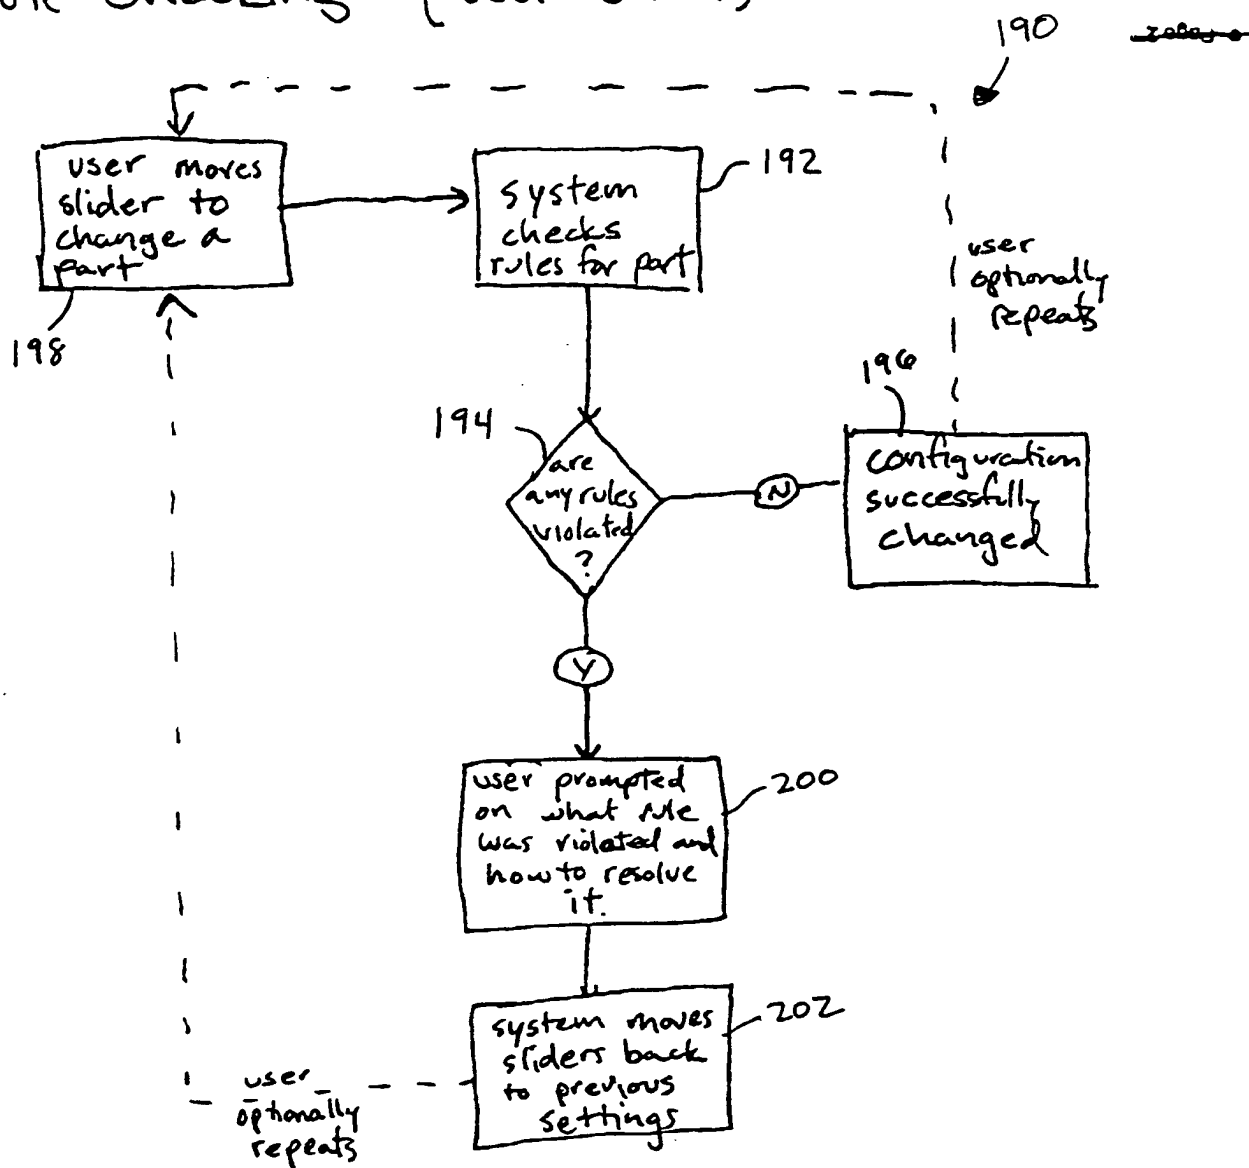 190
user moves
slider to
change a
part
198
system
checks
rules for part
192
user
optionally
repeats
194
are
any rules
violated
?
N
196
configuration
successfully
changed
Y
user prompted
on what rule
was violated and
how to resolve
it.
200
system moves
sliders back
to previous
settings
202
user
optionally
repeats